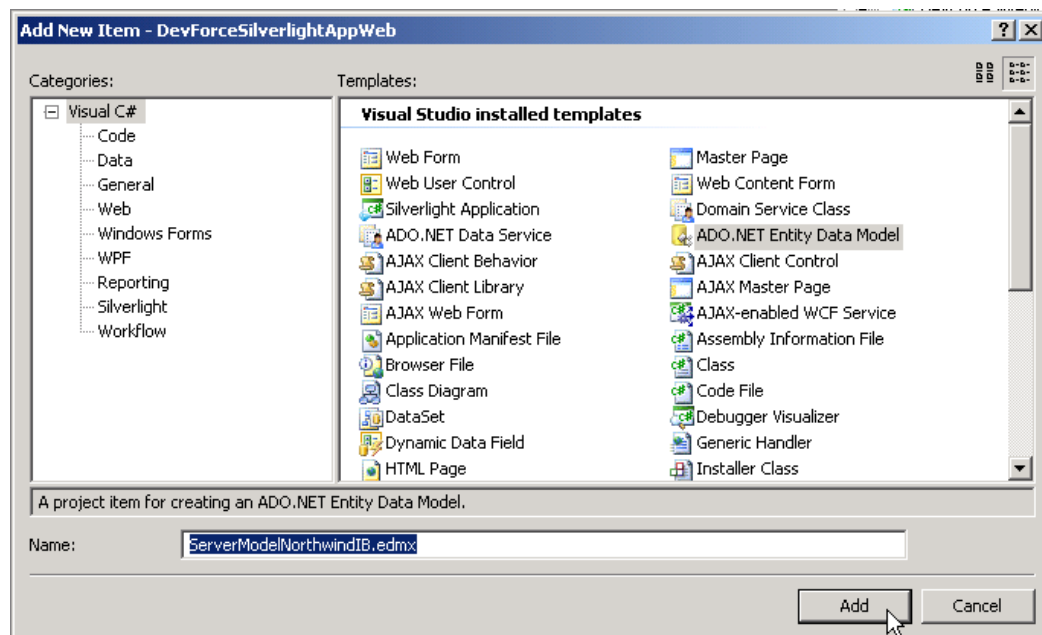 Add New Item - DevForceSilverlightAppWeb
Categories:
Templates:
Visual C#
Code
Data
General
Web
Windows Forms
WPF
Reporting
Silverlight
Workflow
Visual Studio installed templates
Web Form
Master Page
Web User Control
Web Content Form
Silverlight Application
Domain Service Class
ADO.NET Data Service
ADO.NET Entity Data Model
AJAX Client Behavior
AJAX Client Control
AJAX Client Library
AJAX Master Page
AJAX Web Form
AJAX-enabled WCF Service
Application Manifest File
Assembly Information File
Browser File
Class
Class Diagram
Code File
DataSet
Debugger Visualizer
Dynamic Data Field
Generic Handler
HTML Page
Installer Class
A project item for creating an ADO.NET Entity Data Model.
Name:
ServerModelNorthwindIB.edmx
Add
Cancel